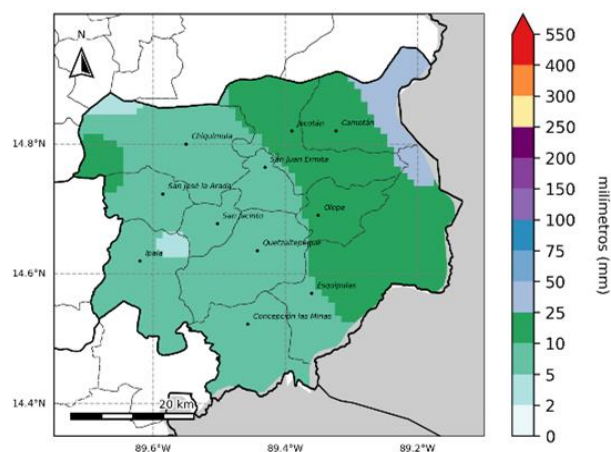 N
14.8°N
14.6°N
14.4°N
89.6°W
89.4°W
89.2°W
Jocotán
Camotán
Chiquimula
San Juan Ermita
San José la Arada
Olopa
San Jacinto
Quetzaltepeque
Ipala
Esquipulas
Concepción las Minas
20 km
550
400
300
250
200
150
100
75
50
25
10
5
2
0
milímetros (mm)